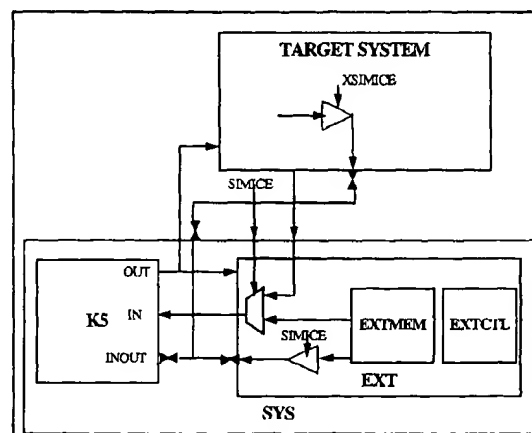 TARGET SYSTEM
XSIMICE
SIMICE
OUT
K5
IN
INOUT
SIMICE
EXTMEM
EXTCTL
EXT
SYS